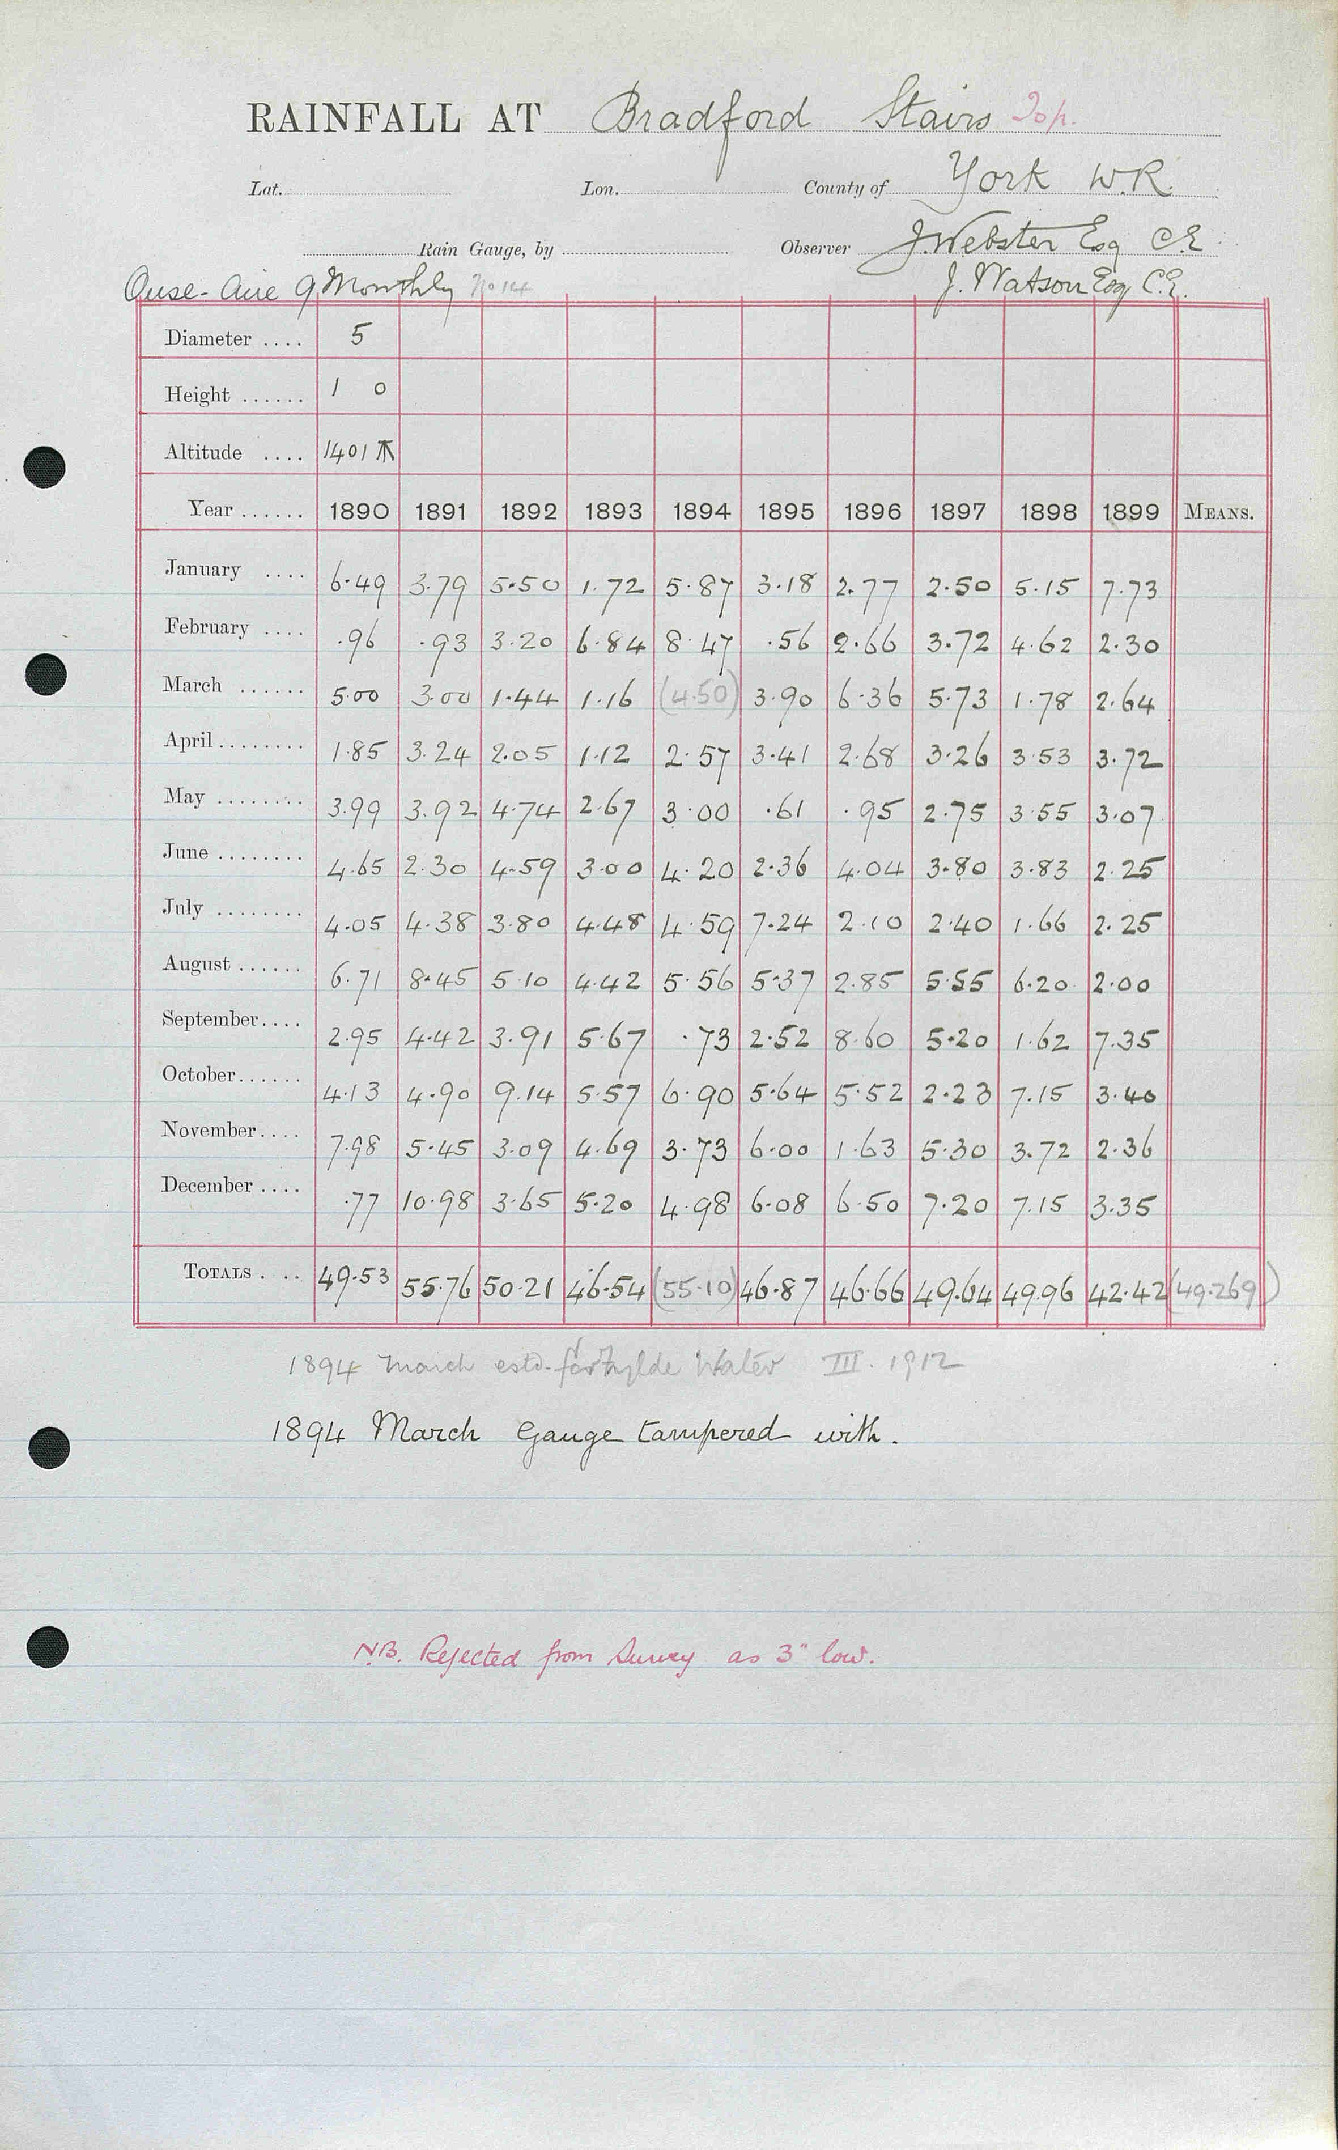 RAINFALL AT Bradford Stairs Top.
Lat. Lon. County of York W.R.
Rain Gauge, by Observer J. Webster Esq C.E
Ouse-Aire 9 Monthly No 14 J. Watson Esq C.E.
Diameter .... 5
Height ...... 1 0
Altitude .... 1401
Year ...... 1890 1891 1892 1893 1894 1895 1896 1897 1898 1899 MEANS.
January .... 6.49 3.79 5.50 1.72 5.87 3.18 2.77 2.50 5.15 7.73
February .... .96 .93 3.20 6.84 8.47 .56 2.66 3.72 4.62 2.30
March ...... 5.00 3.00 1.44 1.16 (4.50) 3.90 6.36 5.73 1.78 2.64
April ........ 1.85 3.24 2.05 1.12 2.57 3.41 2.68 3.26 3.53 3.72
May ........ 3.99 3.92 4.74 2.67 3.00 .61 .95 2.75 3.55 3.07
June ........ 4.65 2.30 4.59 3.00 4.20 2.36 4.04 3.80 3.83 2.25
July ........ 4.05 4.38 3.80 4.48 4.59 7.24 2.10 2.40 1.66 2.25
August ...... 6.71 8.45 5.10 4.42 5.56 5.37 2.85 5.55 6.20 2.00
September.... 2.95 4.42 3.91 5.67 .73 2.52 8.60 5.20 1.62 7.35
October...... 4.13 4.90 9.14 5.57 6.90 5.64 5.52 2.23 7.15 3.40
November.... 7.98 5.45 3.09 4.69 3.73 6.00 1.63 5.30 3.72 2.36
December .... .77 10.98 3.65 5.20 4.98 6.08 6.50 7.20 7.15 3.35
TOTALS .... 49.53 55.76 50.21 46.54 (55.10) 46.87 46.66 49.64 49.96 42.42 (49.269)
1894 March estd. for Fylde Water III. 1912
1894 March Gauge tampered with.
N.B. Rejected from Survey as 3" low.